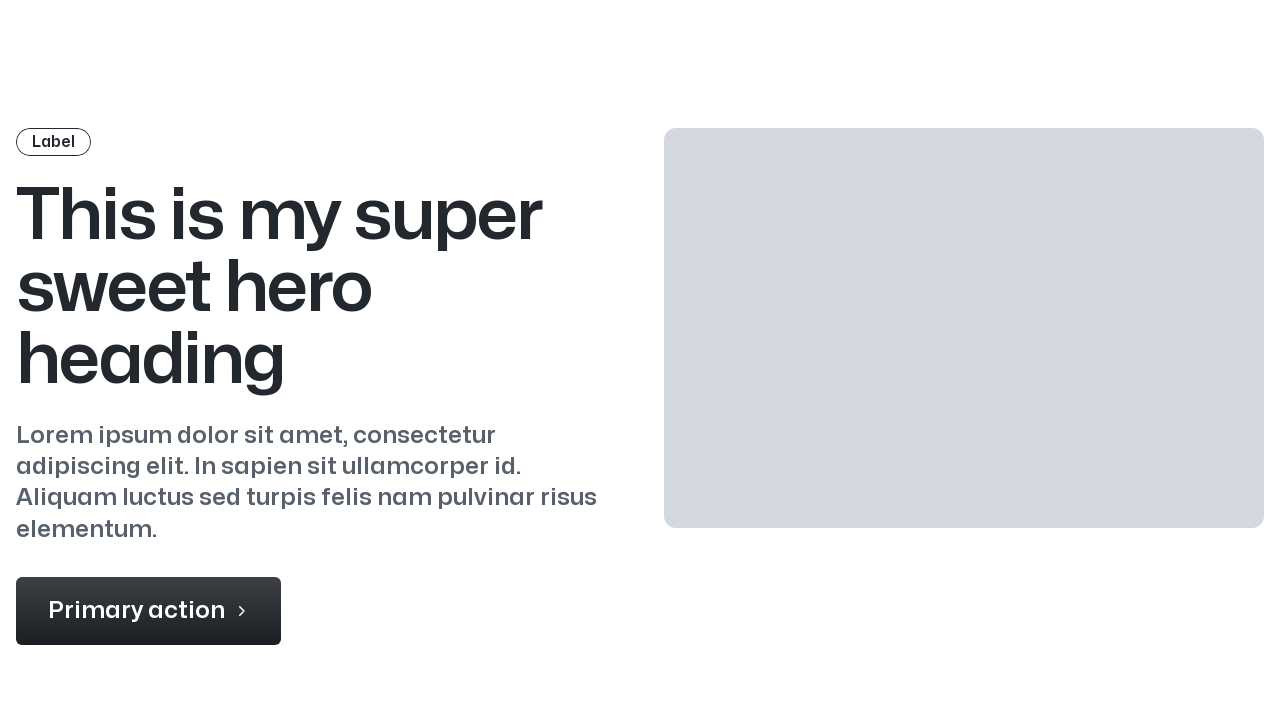 Label
This is my super
sweet hero
heading
Lorem ipsum dolor sit amet, consectetur
adipiscing elit. In sapien sit ullamcorper id.
Aliquam luctus sed turpis felis nam pulvinar risus
elementum.
Primary action